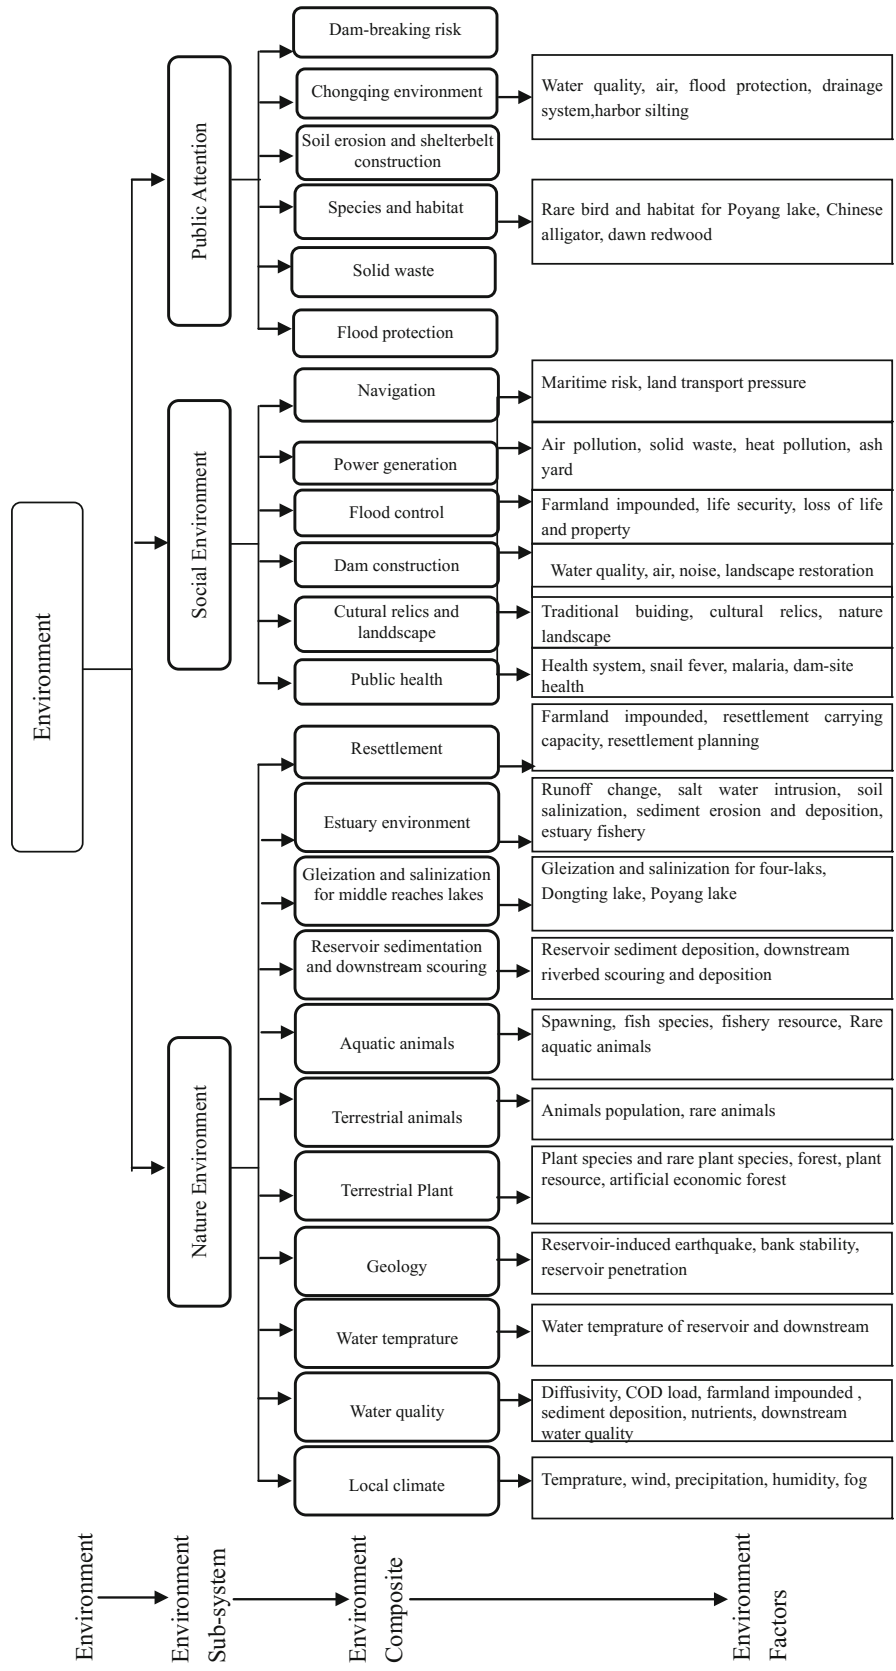 Environment
Public Attention
Social Environment
Nature Environment
Dam-breaking risk
Chongqing environment
Water quality, air, flood protection, drainage
system,harbor silting
Soil erosion and shelterbelt
construction
Species and habitat
Rare bird and habitat for Poyang lake, Chinese
alligator, dawn redwood
Solid waste
Flood protection
Navigation
Maritime risk, land transport pressure
Power generation
Air pollution, solid waste, heat pollution, ash
yard
Flood control
Farmland impounded, life security, loss of life
and property
Dam construction
Water quality, air, noise, landscape restoration
Cutural relics and
landdscape
Traditional buiding, cultural relics, nature
landscape
Public health
Health system, snail fever, malaria, dam-site
health
Resettlement
Farmland impounded, resettlement carrying
capacity, resettlement planning
Estuary environment
Runoff change, salt water intrusion, soil
salinization, sediment erosion and deposition,
estuary fishery
Gleization and salinization
for middle reaches lakes
Gleization and salinization for four-laks,
Dongting lake, Poyang lake
Reservoir sedimentation
and downstream scouring
Reservoir sediment deposition, downstream
riverbed scouring and deposition
Aquatic animals
Spawning, fish species, fishery resource, Rare
aquatic animals
Terrestrial animals
Animals population, rare animals
Terrestrial Plant
Plant species and rare plant species, forest, plant
resource, artificial economic forest
Geology
Reservoir-induced earthquake, bank stability,
reservoir penetration
Water temprature
Water temprature of reservoir and downstream
Water quality
Diffusivity, COD load, farmland impounded ,
sediment deposition, nutrients, downstream
water quality
Local climate
Temprature, wind, precipitation, humidity, fog
Environment
Environment
Sub-system
Environment
Composite
Environment
Factors